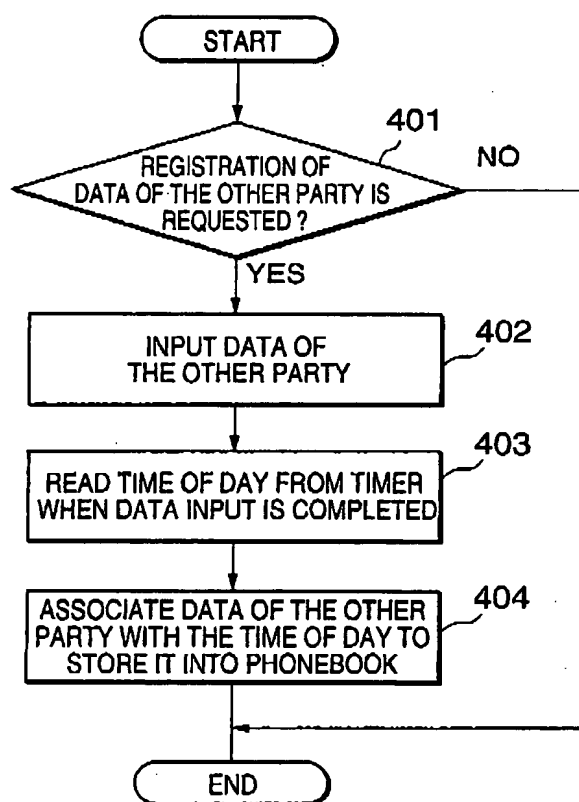 START
401
REGISTRATION OF
DATA OF THE OTHER PARTY IS
REQUESTED ?
NO
YES
INPUT DATA OF
THE OTHER PARTY
402
READ TIME OF DAY FROM TIMER
WHEN DATA INPUT IS COMPLETED
403
ASSOCIATE DATA OF THE OTHER
PARTY WITH THE TIME OF DAY TO
STORE IT INTO PHONEBOOK
404
END